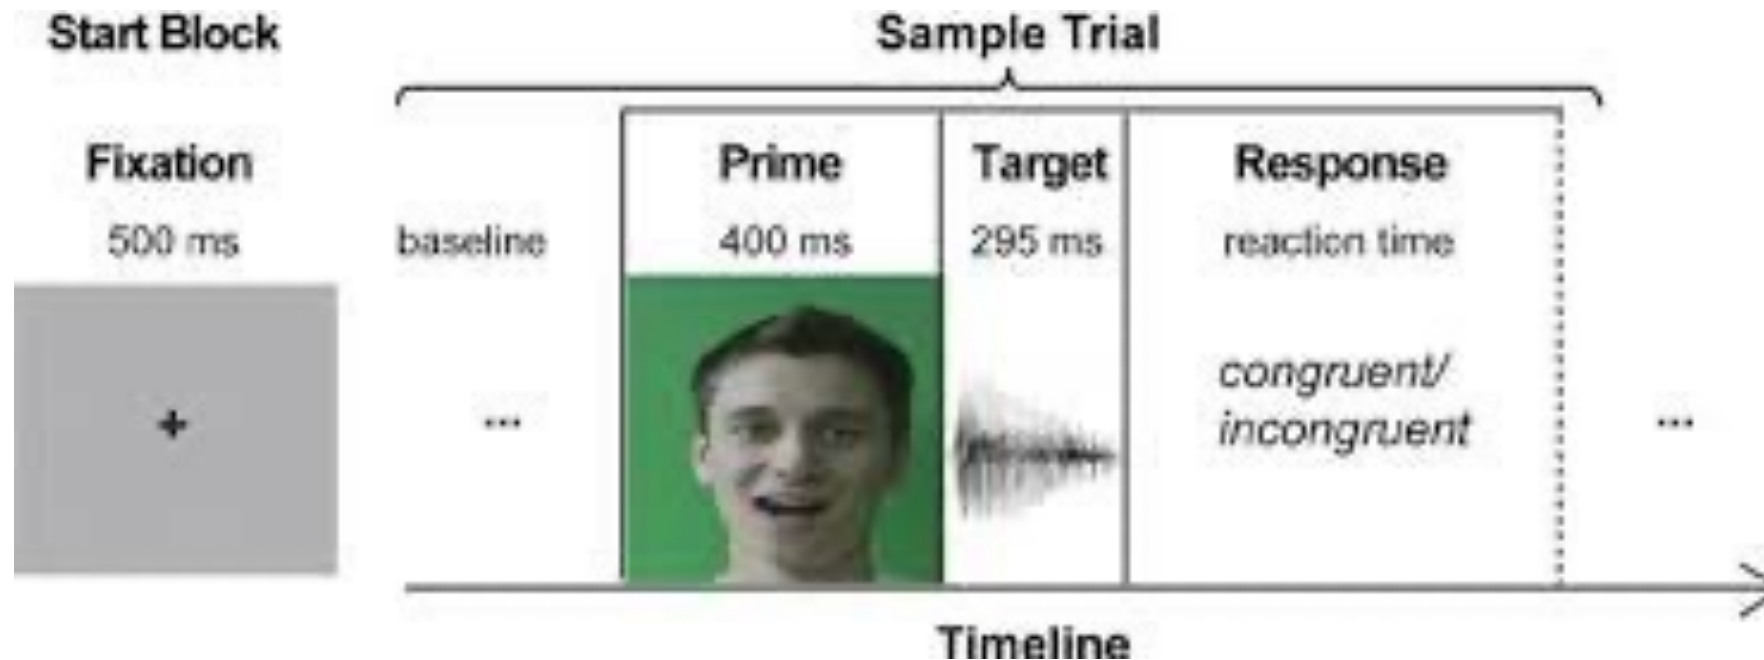 Start Block
Sample Trial
Fixation
500 ms
baseline
...
Prime
400 ms
Target
295 ms
Response
reaction time
congruent/
incongruent
...
Timeline